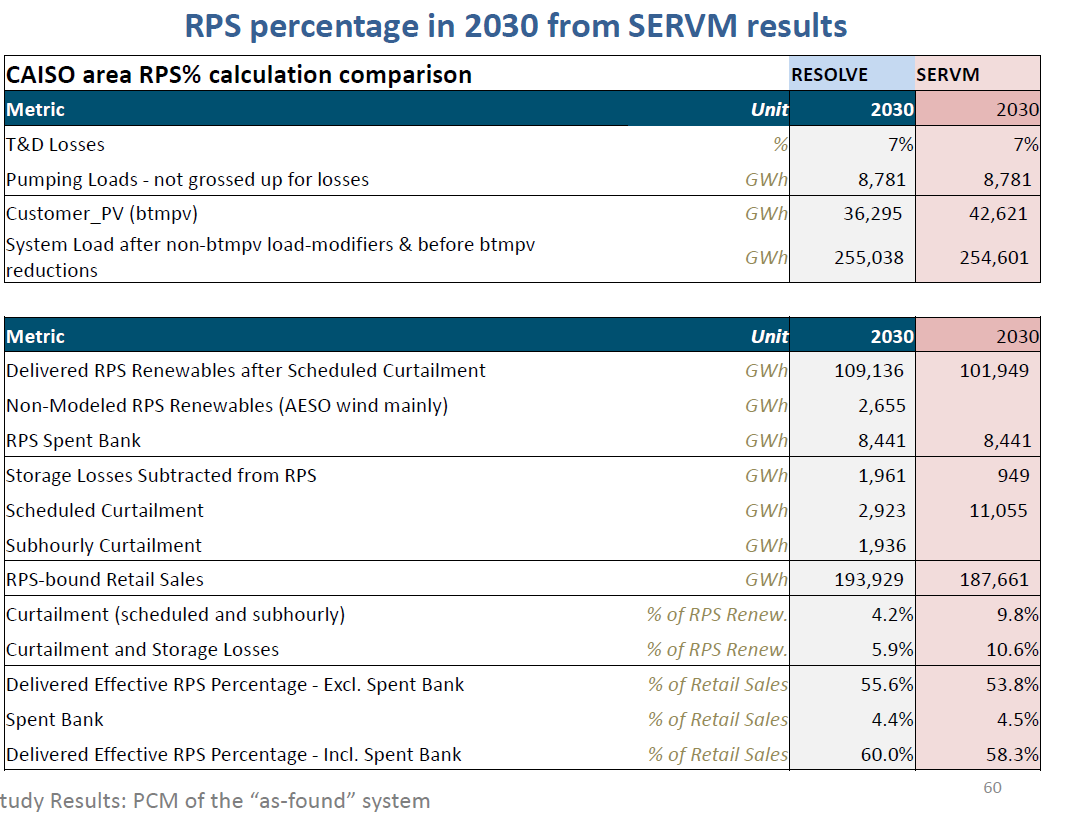 RPS percentage in 2030 from SERVM results
CAISO area RPS% calculation comparison RESOLVE SERVM
Metric Unit 2030 2030
T&D Losses % 7% 7%
Pumping Loads - not grossed up for losses GWh 8,781 8,781
Customer_PV (btmpv) GWh 36,295 42,621
System Load after non-btmpv load-modifiers & before btmpv
reductions GWh 255,038 254,601
Metric Unit 2030 2030
Delivered RPS Renewables after Scheduled Curtailment GWh 109,136 101,949
Non-Modeled RPS Renewables (AESO wind mainly) GWh 2,655
RPS Spent Bank GWh 8,441 8,441
Storage Losses Subtracted from RPS GWh 1,961 949
Scheduled Curtailment GWh 2,923 11,055
Subhourly Curtailment GWh 1,936
RPS-bound Retail Sales GWh 193,929 187,661
Curtailment (scheduled and subhourly) % of RPS Renew. 4.2% 9.8%
Curtailment and Storage Losses % of RPS Renew. 5.9% 10.6%
Delivered Effective RPS Percentage - Excl. Spent Bank % of Retail Sales 55.6% 53.8%
Spent Bank % of Retail Sales 4.4% 4.5%
Delivered Effective RPS Percentage - Incl. Spent Bank % of Retail Sales 60.0% 58.3%
60
tudy Results: PCM of the “as-found” system